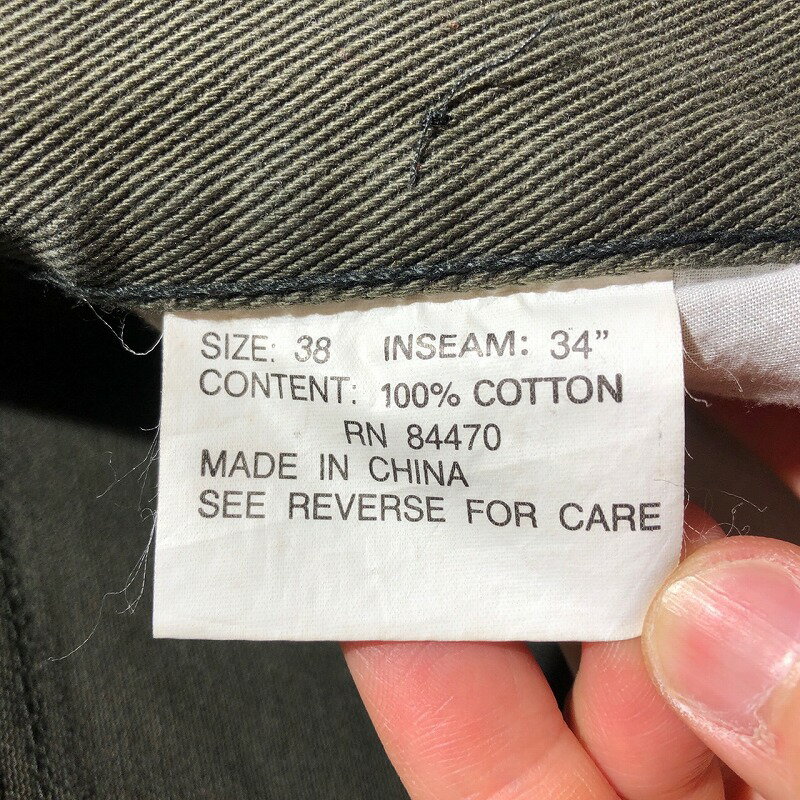 SIZE: 38 INSEAM: 34”
CONTENT: 100% COTTON
RN 84470
MADE IN CHINA
SEE REVERSE FOR CARE